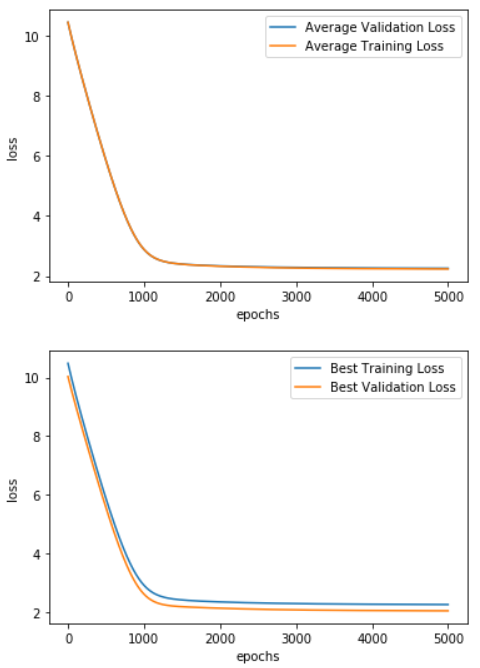 Average Validation Loss
Average Training Loss
10
8
6
4
2
loss
0 1000 2000 3000 4000 5000
epochs
Best Training Loss
Best Validation Loss
10
8
6
4
2
loss
0 1000 2000 3000 4000 5000
epochs